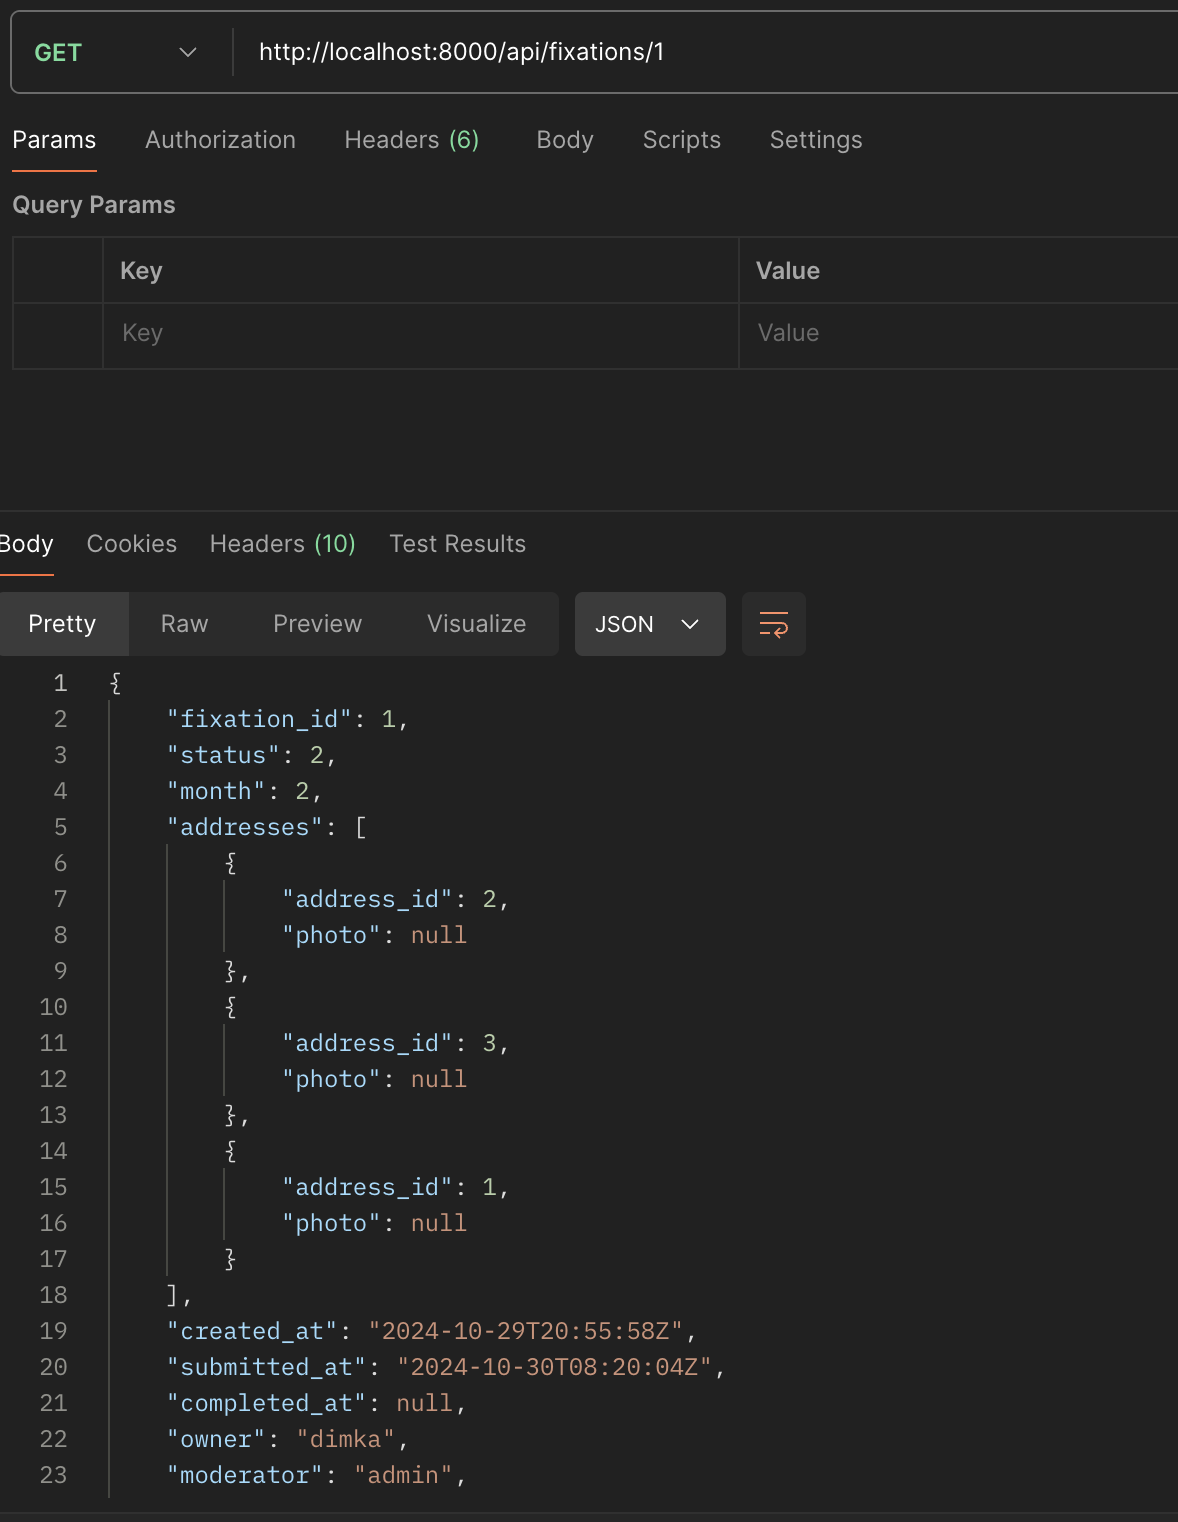 GET http://localhost:8000/api/fixations/1
Params Authorization Headers (6) Body Scripts Settings
Query Params
Key Value
Key Value
Body Cookies Headers (10) Test Results
Pretty Raw Preview Visualize JSON
1 {
2 "fixation_id": 1,
3 "status": 2,
4 "month": 2,
5 "addresses": [
6 {
7 "address_id": 2,
8 "photo": null
9 },
10 {
11 "address_id": 3,
12 "photo": null
13 },
14 {
15 "address_id": 1,
16 "photo": null
17 }
18 ],
19 "created_at": "2024-10-29T20:55:58Z",
20 "submitted_at": "2024-10-30T08:20:04Z",
21 "completed_at": null,
22 "owner": "dimka",
23 "moderator": "admin",